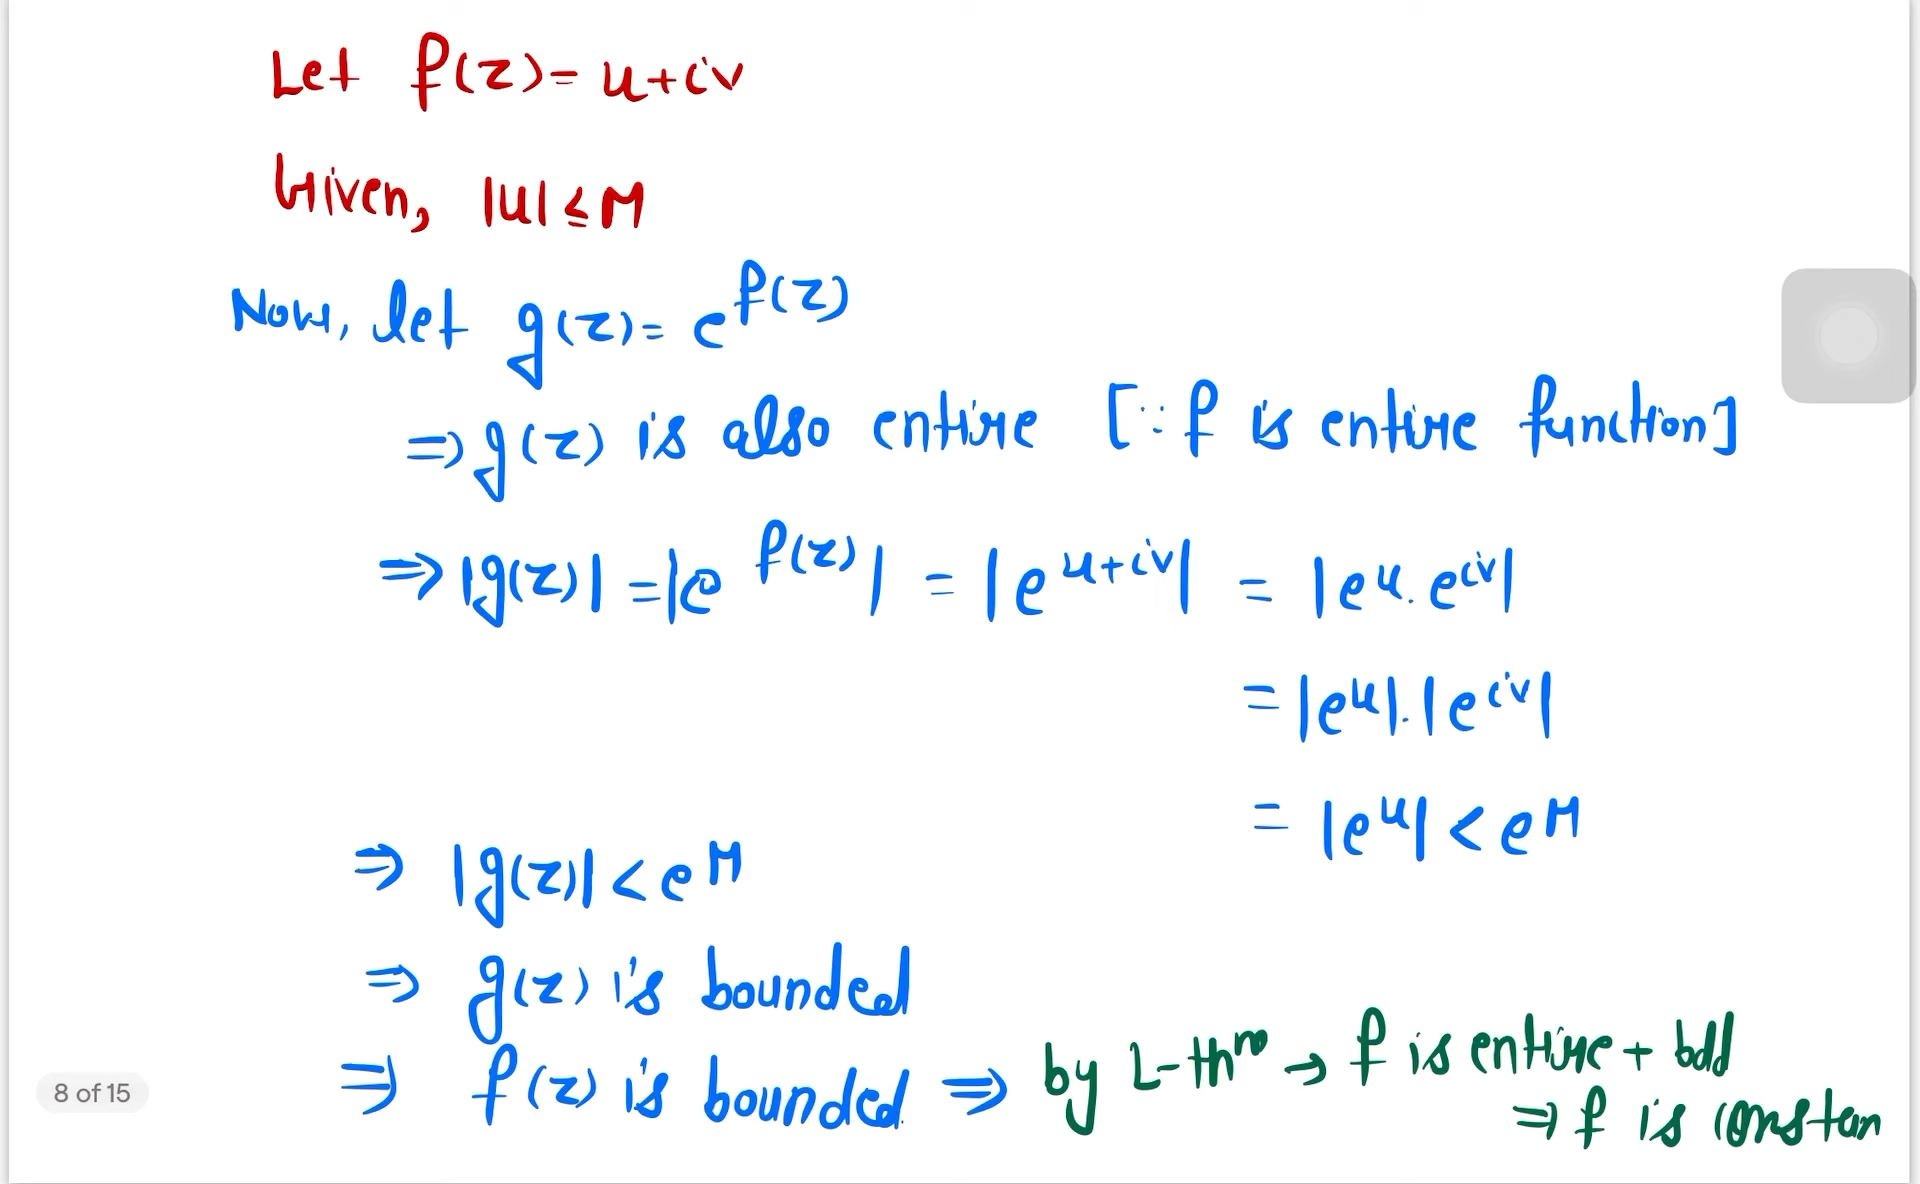 Let f(z)= u+iv
Given, |u| ≤ M
Now, let g(z)= e^f(z)
⇒ g(z) is also entire [∵ f is entire function]
⇒ |g(z)| = |e^f(z)| = |e^u+iv| = |e^u. e^iv|
= |e^u|. |e^iv|
= |e^u| < e^M
⇒ |g(z)| < e^M
⇒ g(z) is bounded
⇒ f(z) is bounded. ⇒ by L-thm → f is entire + bdd
⇒ f is constan
8 of 15